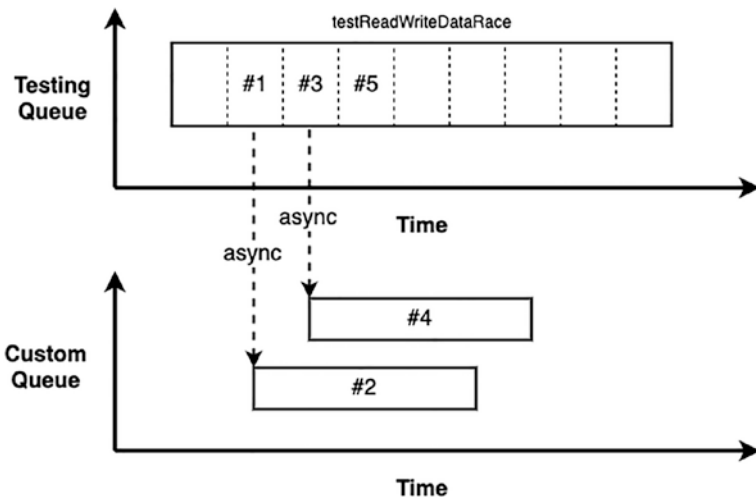 testReadWriteDataRace
Testing
Queue
#1
#3
#5
async
async
Time
Custom
Queue
#4
#2
Time